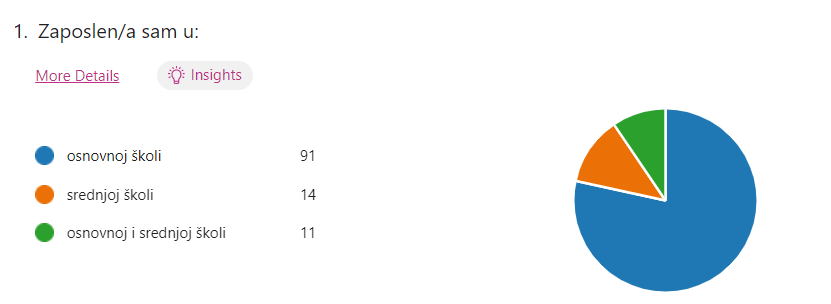 1. Zaposlen/a sam u:
More Details Insights
osnovnoj školi 91
srednjoj školi 14
osnovnoj i srednjoj školi 11